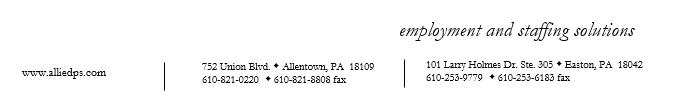 employment and staffing solutions
www.alliedps.com
752 Union Blvd. ✦ Allentown, PA 18109
610-821-0220 ✦ 610-821-8808 fax
101 Larry Holmes Dr. Ste. 305 ✦ Easton, PA 18042
610-253-9779 ✦ 610-253-6183 fax